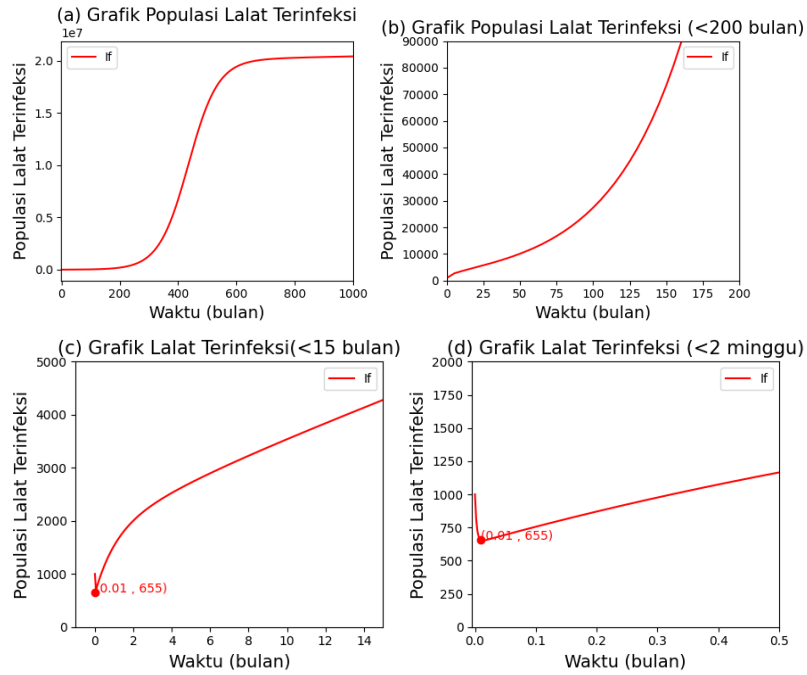 (a) Grafik Populasi Lalat Terinfeksi
1e7
If
2.0
1.5
1.0
0.5
0.0
Populasi Lalat Terinfeksi
0 200 400 600 800 1000
Waktu (bulan)
(b) Grafik Populasi Lalat Terinfeksi (<200 bulan)
If
90000
80000
70000
60000
50000
40000
30000
20000
10000
0
Populasi Lalat Terinfeksi
0 25 50 75 100 125 150 175 200
Waktu (bulan)
(c) Grafik Lalat Terinfeksi(<15 bulan)
If
5000
4000
3000
2000
1000
0
Populasi Lalat Terinfeksi
0.01 , 655)
0 2 4 6 8 10 12 14
Waktu (bulan)
(d) Grafik Lalat Terinfeksi (<2 minggu)
If
2000
1750
1500
1250
1000
750
500
250
0
Populasi Lalat Terinfeksi
(0.01 , 655)
0.0 0.1 0.2 0.3 0.4 0.5
Waktu (bulan)